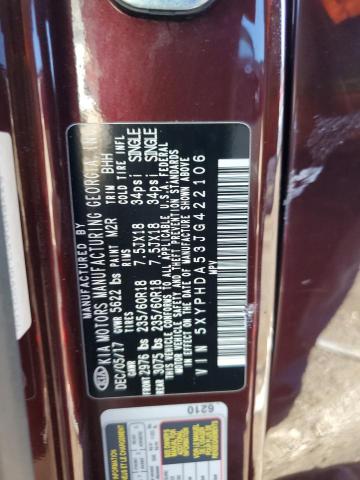 MANUFACTURED BY
KIA KIA MOTORS MANUFACTURING GEORGIA, INC.
DEC/05/17 PAINT M2R TRIM BHH
GVWR 5622 lbs RIMS COLD TIRE INFL
FRONT 2976 lbs 235/60R18 7.5JX18 34psi SINGLE
REAR 3075 lbs 235/60R18 7.5JX18 34psi SINGLE
THIS VEHICLE CONFORMS TO ALL APPLICABLE U.S.A. FEDERAL
MOTOR VEHICLE SAFETY AND THEFT PREVENTION STANDARDS
IN EFFECT ON THE DATE OF MANUFACTURE SHOWN ABOVE.
VIN 5XYPHDA53JG422106
MPV
6210
INFORMATION